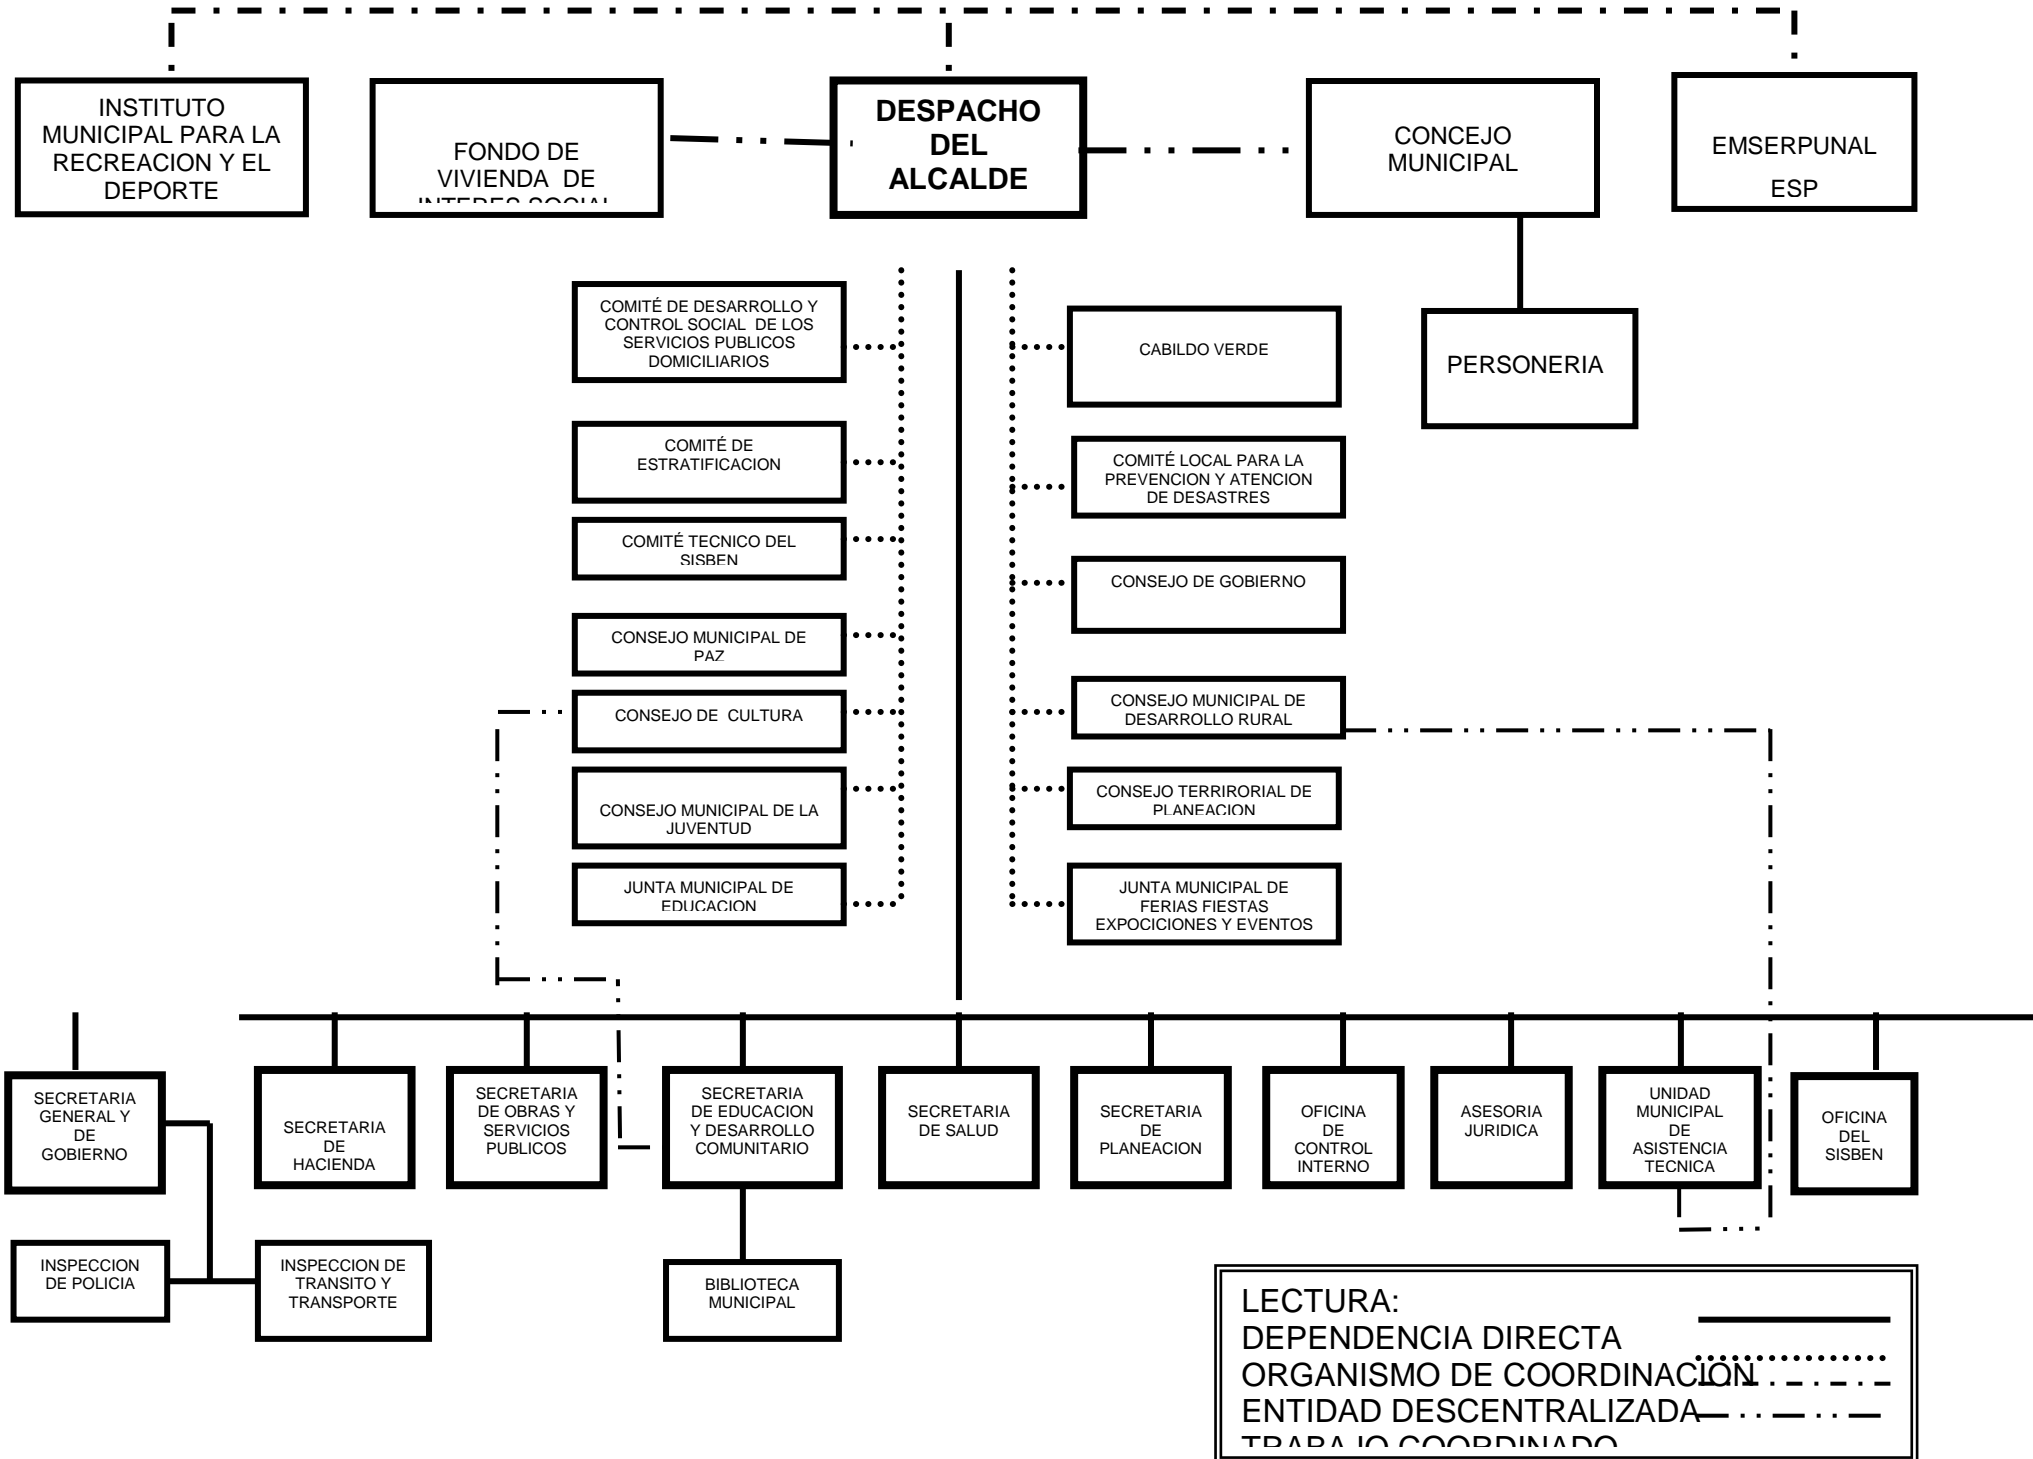 INSTITUTO
MUNICIPAL PARA LA
RECREACION Y EL
DEPORTE
FONDO DE
VIVIENDA DE
INTERES SOCIAL
DESPACHO
DEL
ALCALDE
CONCEJO
MUNICIPAL
EMSERPUNAL
ESP
PERSONERIA
COMITÉ DE DESARROLLO Y
CONTROL SOCIAL DE LOS
SERVICIOS PUBLICOS
DOMICILIARIOS
COMITÉ DE
ESTRATIFICACION
COMITÉ TECNICO DEL
SISBEN
CONSEJO MUNICIPAL DE
PAZ
CONSEJO DE CULTURA
CONSEJO MUNICIPAL DE LA
JUVENTUD
JUNTA MUNICIPAL DE
EDUCACION
CABILDO VERDE
COMITÉ LOCAL PARA LA
PREVENCION Y ATENCION
DE DESASTRES
CONSEJO DE GOBIERNO
CONSEJO MUNICIPAL DE
DESARROLLO RURAL
CONSEJO TERRIRORIAL DE
PLANEACION
JUNTA MUNICIPAL DE
FERIAS FIESTAS
EXPOCICIONES Y EVENTOS
SECRETARIA
GENERAL Y
DE
GOBIERNO
SECRETARIA
DE
HACIENDA
SECRETARIA
DE OBRAS Y
SERVICIOS
PUBLICOS
SECRETARIA
DE EDUCACION
Y DESARROLLO
COMUNITARIO
SECRETARIA
DE SALUD
SECRETARIA
DE
PLANEACION
OFICINA
DE
CONTROL
INTERNO
ASESORIA
JURIDICA
UNIDAD
MUNICIPAL
DE
ASISTENCIA
TECNICA
OFICINA
DEL
SISBEN
INSPECCION
DE POLICIA
INSPECCION DE
TRANSITO Y
TRANSPORTE
BIBLIOTECA
MUNICIPAL
LECTURA:
DEPENDENCIA DIRECTA
ORGANISMO DE COORDINACION
ENTIDAD DESCENTRALIZADA
TRABAJO COORDINADO